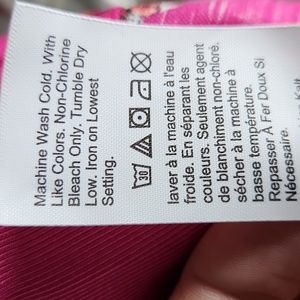 Machine Wash Cold. With
Like Colors. Non-Chlorine
Bleach Only. Tumble Dry
Low. Iron on Lowest
Setting.
30
laver à la machine à l'eau
froide. En séparant les
couleurs. Seulement agent
de blanchiment non-chloré.
sécher à la machine à
basse température.
Repasser À Fer Doux Si
Nécessaire.